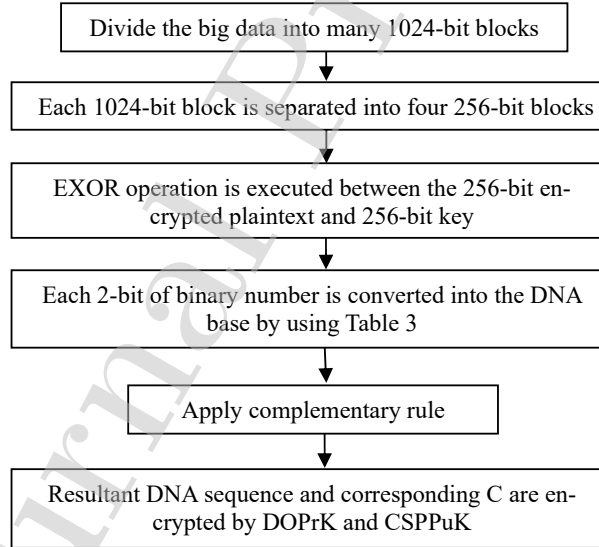 Divide the big data into many 1024-bit blocks
Each 1024-bit block is separated into four 256-bit blocks
EXOR operation is executed between the 256-bit en-
crypted plaintext and 256-bit key
Each 2-bit of binary number is converted into the DNA
base by using Table 3
Apply complementary rule
Resultant DNA sequence and corresponding C are en-
crypted by DOPrK and CSPPuK